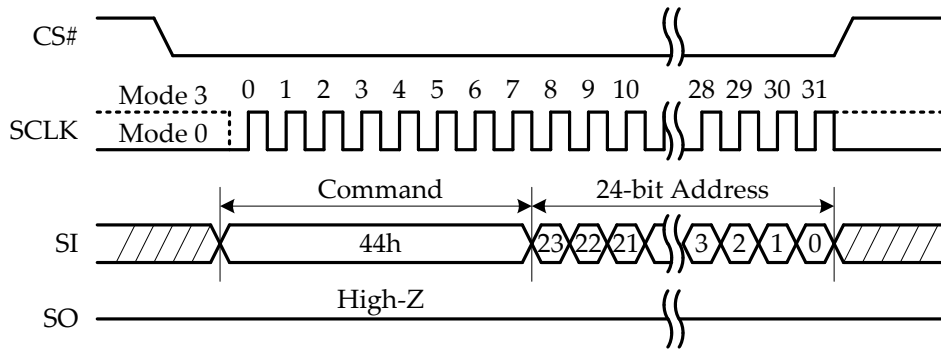 CS#
Mode 3 0 1 2 3 4 5 6 7 8 9 10 28 29 30 31
SCLK Mode 0
Command 24-bit Address
SI 44h 23 22 21 3 2 1 0
High-Z
SO